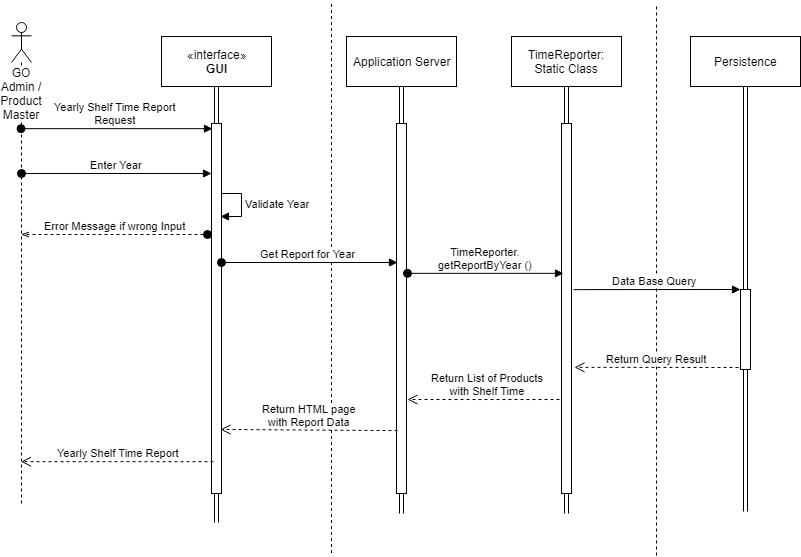 «interface»
GUI
Application Server
TimeReporter:
Static Class
Persistence
GO
Admin /
Product
Master
Yearly Shelf Time Report
Request
Enter Year
Validate Year
Error Message if wrong Input
Get Report for Year
TimeReporter.
getReportByYear ()
Data Base Query
Return Query Result
Return List of Products
with Shelf Time
Return HTML page
with Report Data
Yearly Shelf Time Report